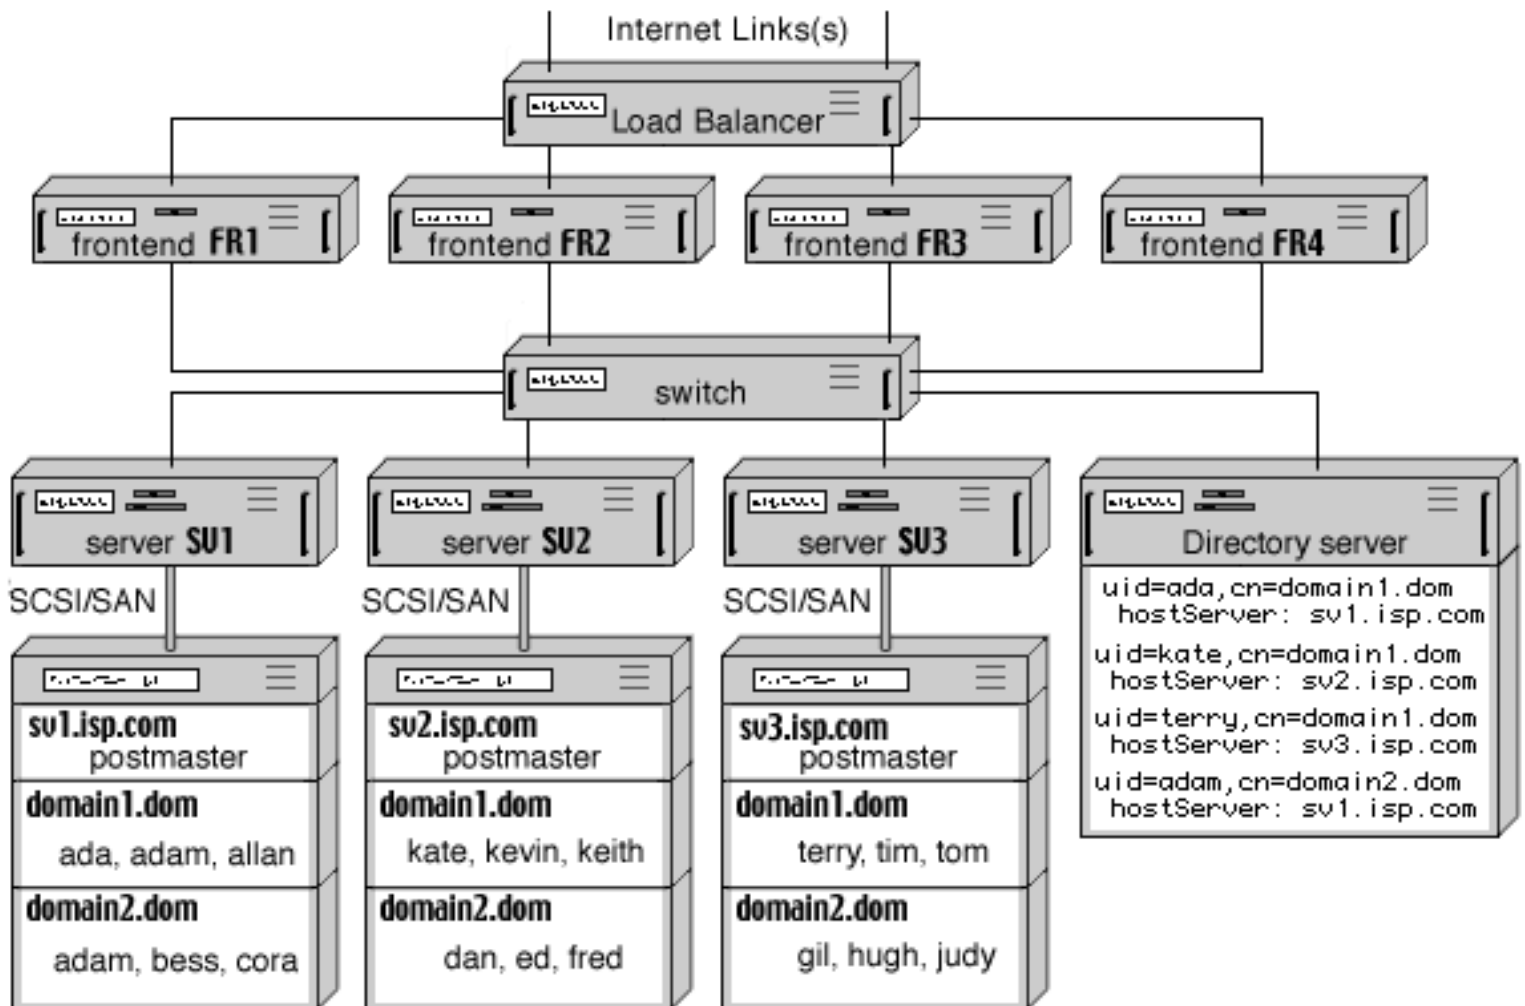 Internet Links(s)
Load Balancer
frontend FR1
frontend FR2
frontend FR3
frontend FR4
switch
server SV1
server SV2
server SV3
Directory server
SCSI/SAN
SCSI/SAN
SCSI/SAN
uid=ada,cn=domain1.dom
hostServer: sv1.isp.com
uid=kate,cn=domain1.dom
hostServer: sv2.isp.com
uid=terry,cn=domain1.dom
hostServer: sv3.isp.com
uid=adam,cn=domain2.dom
hostServer: sv1.isp.com
sv1.isp.com
postmaster
domain1.dom
ada, adam, allan
domain2.dom
adam, bess, cora
sv2.isp.com
postmaster
domain1.dom
kate, kevin, keith
domain2.dom
dan, ed, fred
sv3.isp.com
postmaster
domain1.dom
terry, tim, tom
domain2.dom
gil, hugh, judy